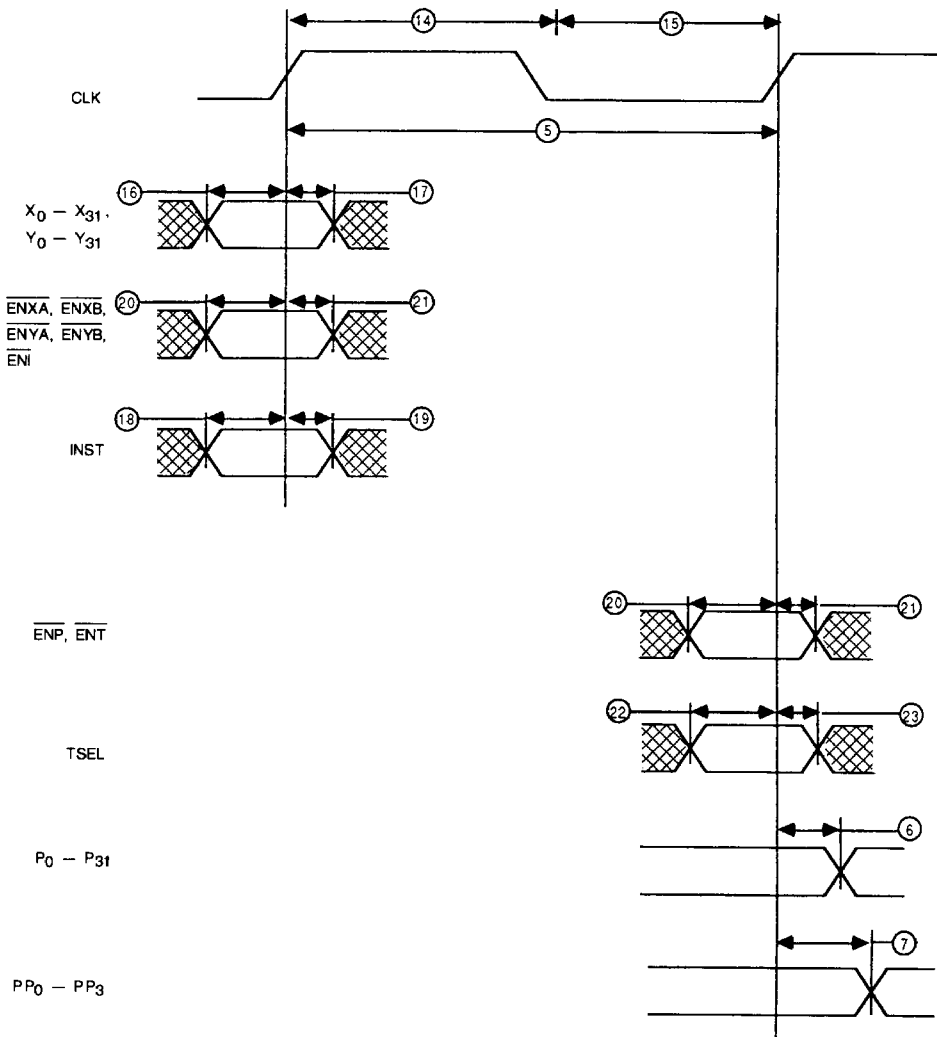 14 15
CLK
5
16 17
X0 – X31,
Y0 – Y31
ENXA, ENXB, 20 21
ENYA, ENYB,
ENI
18 19
INST
20 21
ENP, ENT
22 23
TSEL
6
P0 – P31
7
PP0 – PP3